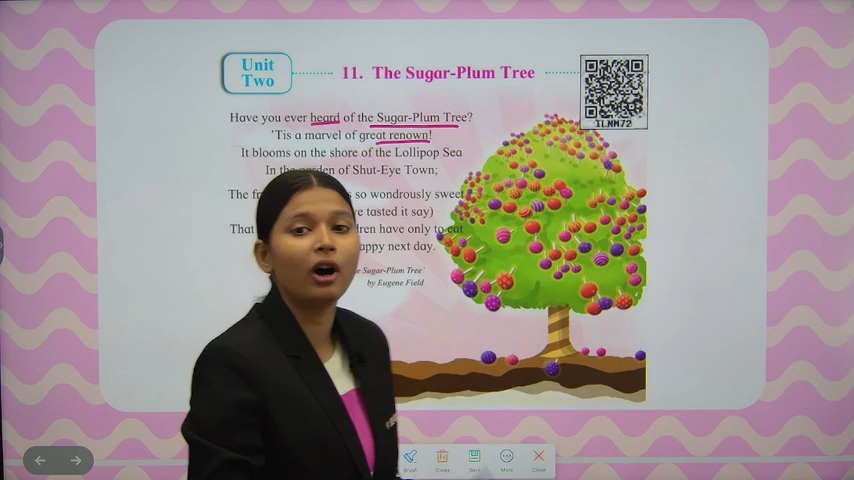 Unit
Two
11. The Sugar-Plum Tree
TLNM72
Have you ever heard of the Sugar-Plum Tree?
'Tis a marvel of great renown!
It blooms on the shore of the Lollipop Sea
In the garden of Shut-Eye Town;
The so wondrously sweet
tasted it say)
That have only to eat
happy next day.
Sugar-Plum Tree'
by Eugene Field
Brush
Clear
Save
More
Close